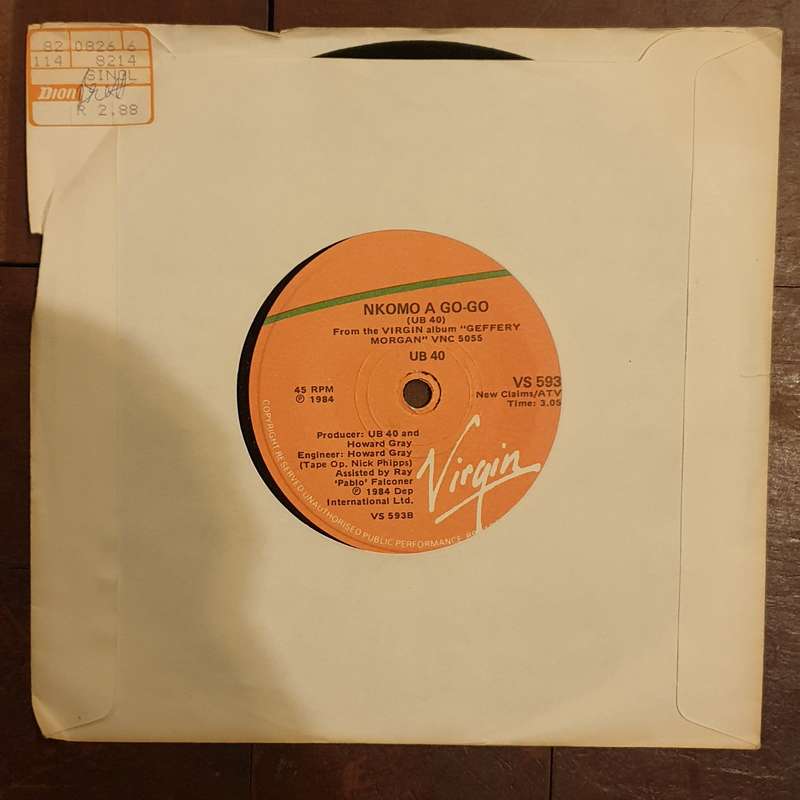 82 0826 6
114 8214
SINGL
Dion
R 2.88
NKOMO A GO-GO
(UB 40)
From the VIRGIN album "GEFFERY
MORGAN" VNC 5055
UB 40
VS 593
New Claims/ATV
Time: 3.05
45 RPM
℗ 1984
Producer: UB 40 and
Howard Gray
Engineer: Howard Gray
(Tape Op. Nick Phipps)
Assisted by Ray
'Pablo' Falconer
℗ 1984 Dep
International Ltd.
VS 593B
Virgin
COPYRIGHT RESERVED UNAUTHORISED PUBLIC PERFORMANCE